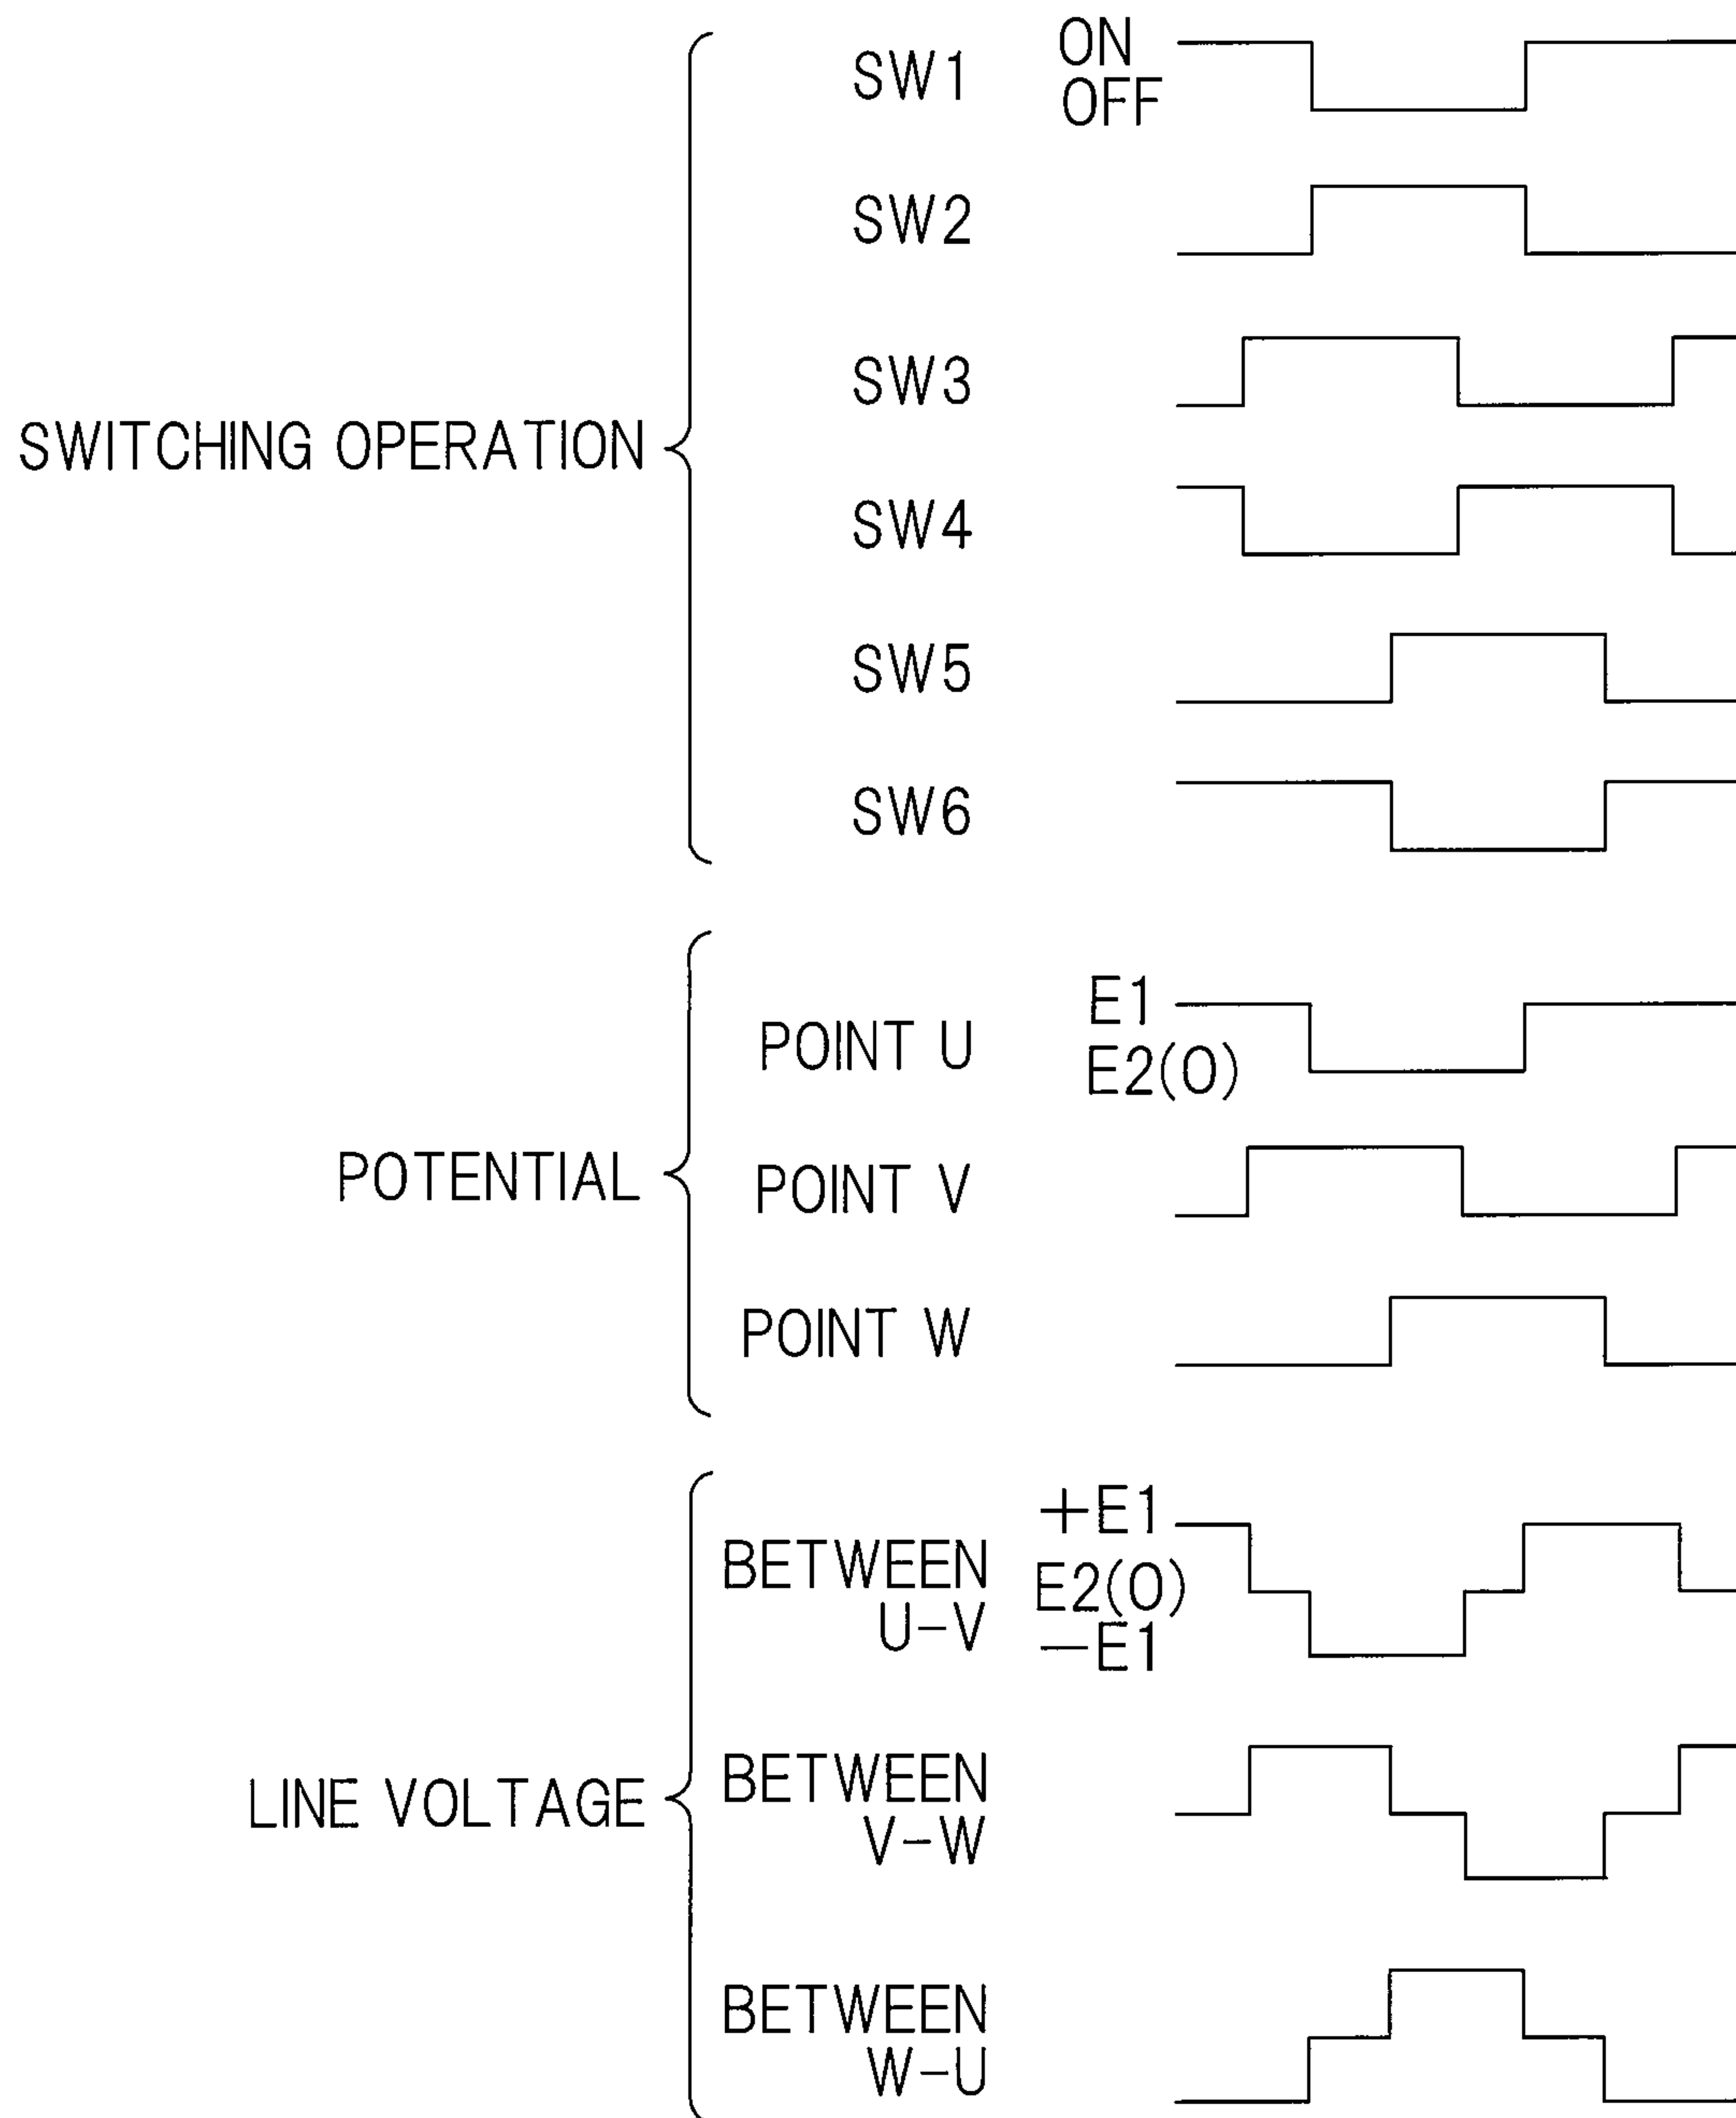 SWITCHING OPERATION
SW1
ON
OFF
SW2
SW3
SW4
SW5
SW6
POTENTIAL
POINT U
E1
E2(0)
POINT V
POINT W
LINE VOLTAGE
BETWEEN
U-V
+E1
E2(0)
-E1
BETWEEN
V-W
BETWEEN
W-U